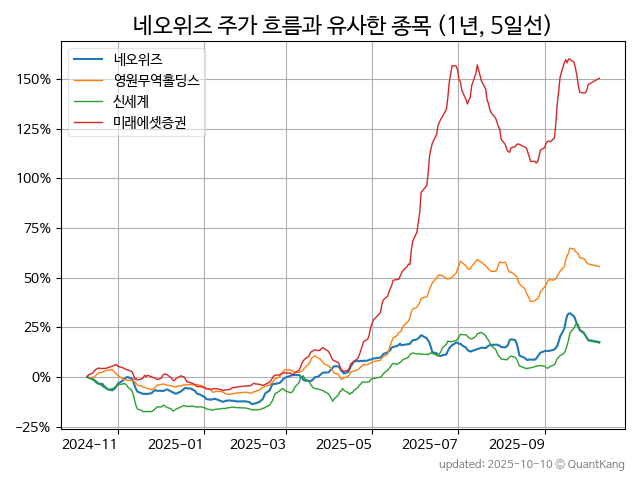 네오위즈 주가 흐름과 유사한 종목 (1년, 5일선)
네오위즈
영원무역홀딩스
신세계
미래에셋증권
150%
125%
100%
75%
50%
25%
0%
−25%
2024−11
2025−01
2025−03
2025−05
2025−07
2025−09
updated: 2025-10-10 © QuantKang